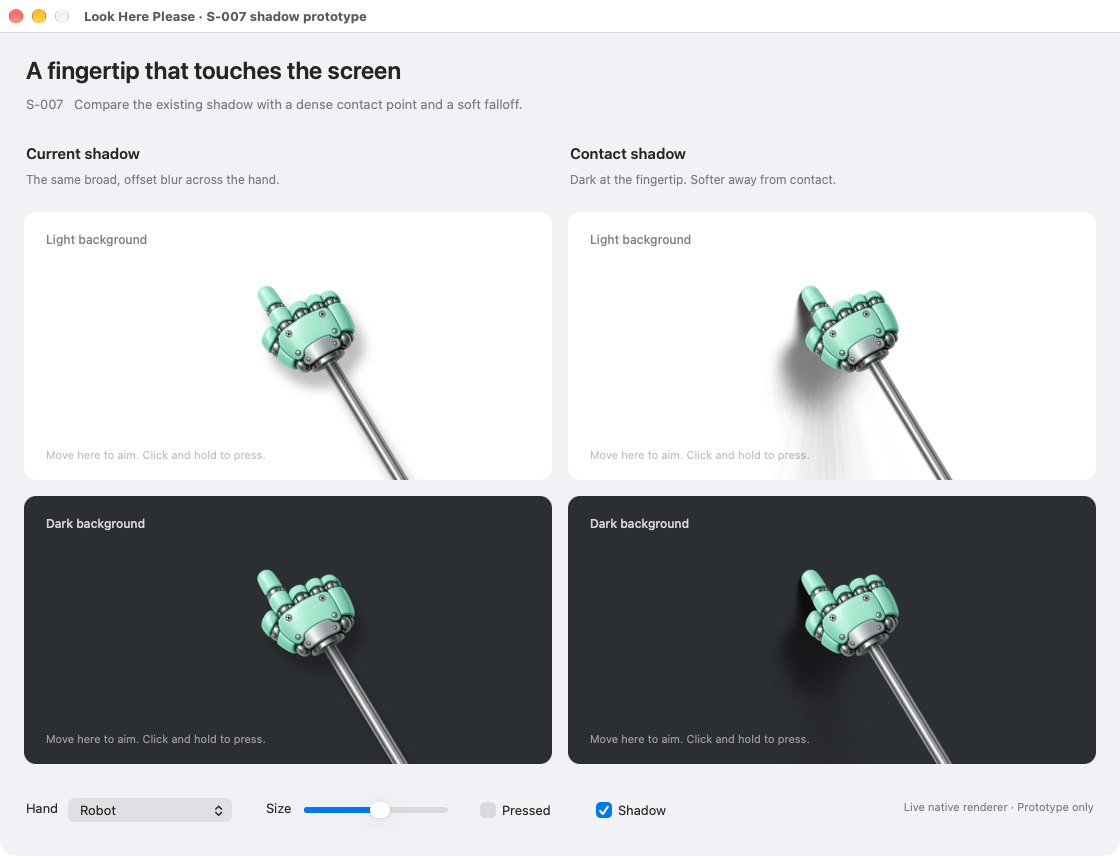 Look Here Please · S-007 shadow prototype
A fingertip that touches the screen
S-007 Compare the existing shadow with a dense contact point and a soft falloff.
Current shadow
The same broad, offset blur across the hand.
Contact shadow
Dark at the fingertip. Softer away from contact.
Light background
Move here to aim. Click and hold to press.
Light background
Move here to aim. Click and hold to press.
Dark background
Move here to aim. Click and hold to press.
Dark background
Move here to aim. Click and hold to press.
Hand Robot Size Pressed Shadow Live native renderer · Prototype only